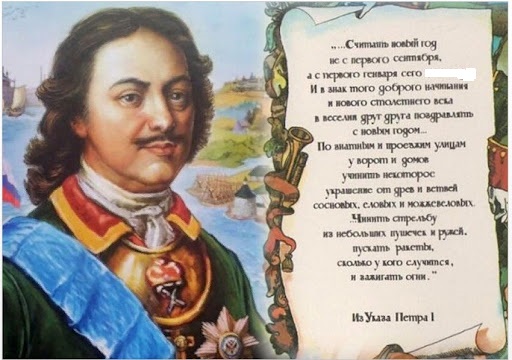 "....Считать новый год
не с первого сентября,
а с первого генваря сего
И в знак того доброго начинания
и нового столетнего века
в веселии друг друга поздравлять
с новым годом...
По знатным и проезжим улицам
у ворот и домов
учинить некоторое
украшение от древ и ветвей
сосновых, еловых и можжевеловых.
...Чинить стрельбу
из небольших пушечек и ружей,
пускать ракеты,
сколько у кого случится,
и зажигать огни."
Из Указа Петра I